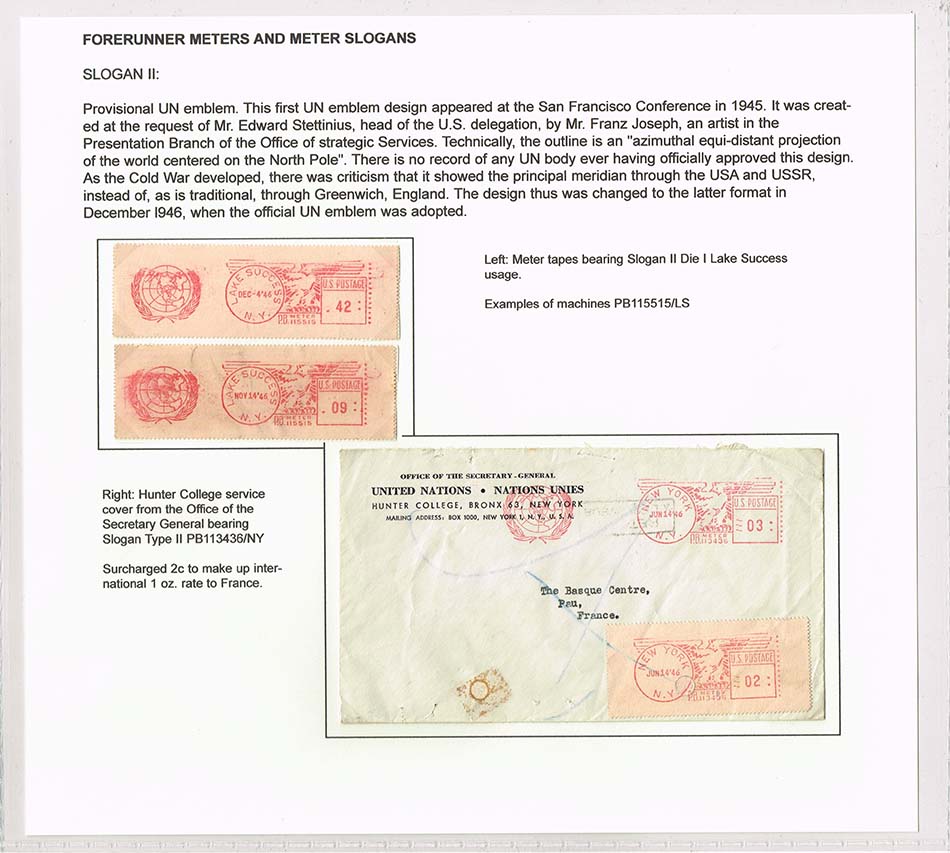 FORERUNNER METERS AND METER SLOGANS
SLOGAN II:
Provisional UN emblem. This first UN emblem design appeared at the San Francisco Conference in 1945. It was creat-
ed at the request of Mr. Edward Stettinius, head of the U.S. delegation, by Mr. Franz Joseph, an artist in the
Presentation Branch of the Office of strategic Services. Technically, the outline is an "azimuthal equi-distant projection
of the world centered on the North Pole". There is no record of any UN body ever having officially approved this design.
As the Cold War developed, there was criticism that it showed the principal meridian through the USA and USSR,
instead of, as is traditional, through Greenwich, England. The design thus was changed to the latter format in
December I946, when the official UN emblem was adopted.
LAKE SUCCESS
DEC-4'46
N.Y.
U.S. POSTAGE
42
P.B. METER
115515
LAKE SUCCESS
NOV 14'46
N.Y.
U.S. POSTAGE
.09
P.B. METER
115515
Left: Meter tapes bearing Slogan II Die I Lake Success
usage.
Examples of machines PB115515/LS
Right: Hunter College service
cover from the Office of the
Secretary General bearing
Slogan Type II PB113436/NY
Surcharged 2c to make up inter-
national 1 oz. rate to France.
OFFICE OF THE SECRETARY-GENERAL
UNITED NATIONS • NATIONS UNIES
HUNTER COLLEGE, BRONX 63, NEW YORK
MAILING ADDRESS: BOX 1000, NEW YORK 1, N. Y., U. S. A.
NEW YORK
JUN 14'46
N.Y.
U.S. POSTAGE
03
P.B. METER
The Basque Centre,
Pau,
France.
NEW YORK
JUN 14'46
N.Y.
U.S. POSTAGE
02
P.B. METER